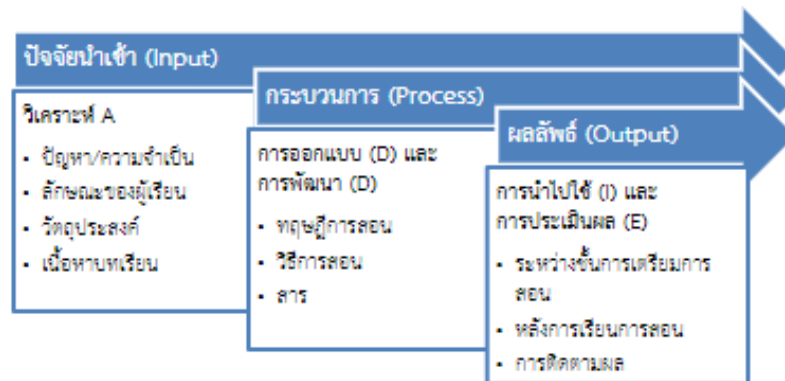 ปัจจัยนำเข้า (Input)
วิเคราะห์ A
• ปัญหา/ความจำเป็น
• ลักษณะของผู้เรียน
• วัตถุประสงค์
• เนื้อหาบทเรียน
กระบวนการ (Process)
การออกแบบ (D) และ
การพัฒนา (D)
• ทฤษฎีการสอน
• วิธีการสอน
• สาร
ผลลัพธ์ (Output)
การนำไปใช้ (I) และ
การประเมินผล (E)
• ระหว่างขั้นการเตรียมการ
สอน
• หลังการเรียนการสอน
• การติดตามผล